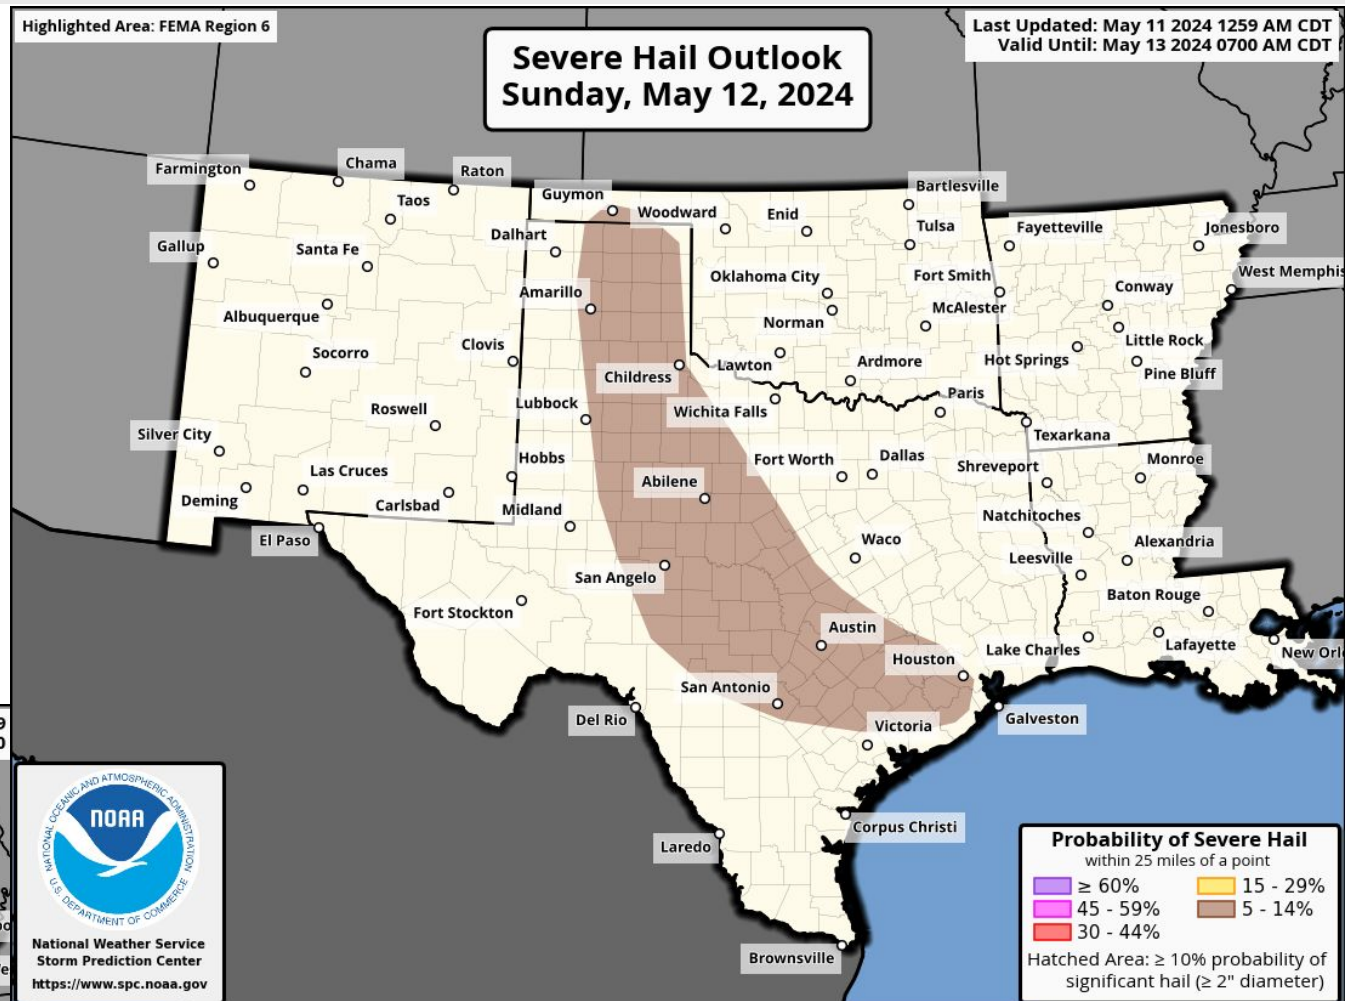 Highlighted Area: FEMA Region 6
Severe Hail Outlook
Sunday, May 12, 2024
Last Updated: May 11 2024 1259 AM CDT
Valid Until: May 13 2024 0700 AM CDT
Farmington
Chama
Raton
Taos
Guymon
Woodward
Enid
Bartlesville
Gallup
Santa Fe
Dalhart
Tulsa
Fayetteville
Jonesboro
Albuquerque
Amarillo
Oklahoma City
Fort Smith
West Memphis
Norman
McAlester
Conway
Socorro
Clovis
Childress
Lawton
Ardmore
Hot Springs
Little Rock
Pine Bluff
Roswell
Lubbock
Wichita Falls
Paris
Silver City
Texarkana
Las Cruces
Hobbs
Fort Worth
Dallas
Shreveport
Monroe
Deming
Carlsbad
Midland
Abilene
Natchitoches
El Paso
Waco
Leesville
Alexandria
San Angelo
Fort Stockton
Baton Rouge
Austin
Houston
Lake Charles
Lafayette
New Orl
San Antonio
Del Rio
Victoria
Galveston
9
0
Corpus Christi
Laredo
Brownsville
NATIONAL OCEANIC AND ATMOSPHERIC ADMINISTRATION
NOAA
U.S. DEPARTMENT OF COMMERCE
National Weather Service
Storm Prediction Center
https://www.spc.noaa.gov
Probability of Severe Hail
within 25 miles of a point
≥ 60%
15 - 29%
45 - 59%
5 - 14%
30 - 44%
Hatched Area: ≥ 10% probability of
significant hail (≥ 2" diameter)